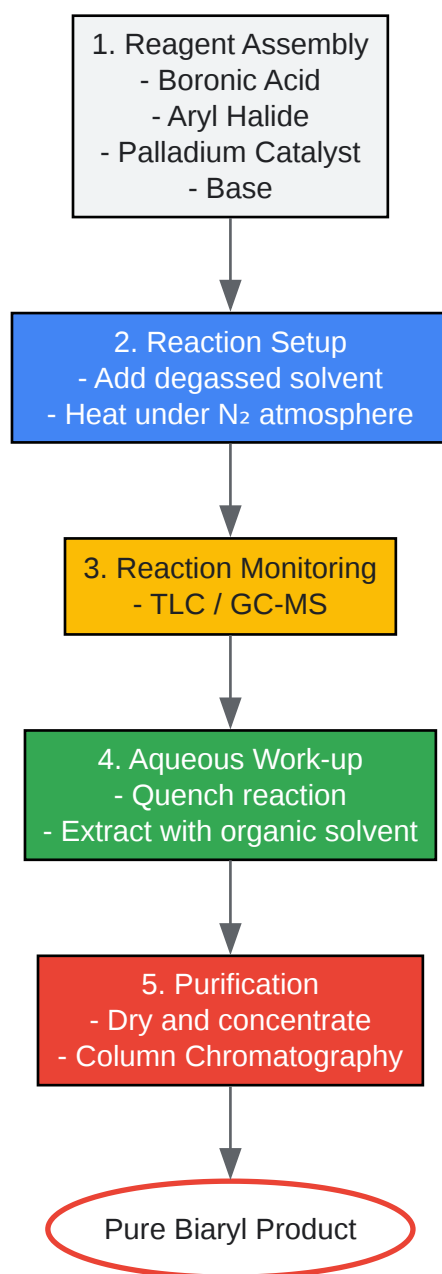 1. Reagent Assembly
- Boronic Acid
- Aryl Halide
- Palladium Catalyst
- Base
2. Reaction Setup
- Add degassed solvent
- Heat under N₂ atmosphere
3. Reaction Monitoring
- TLC / GC-MS
4. Aqueous Work-up
- Quench reaction
- Extract with organic solvent
5. Purification
- Dry and concentrate
- Column Chromatography
Pure Biaryl Product